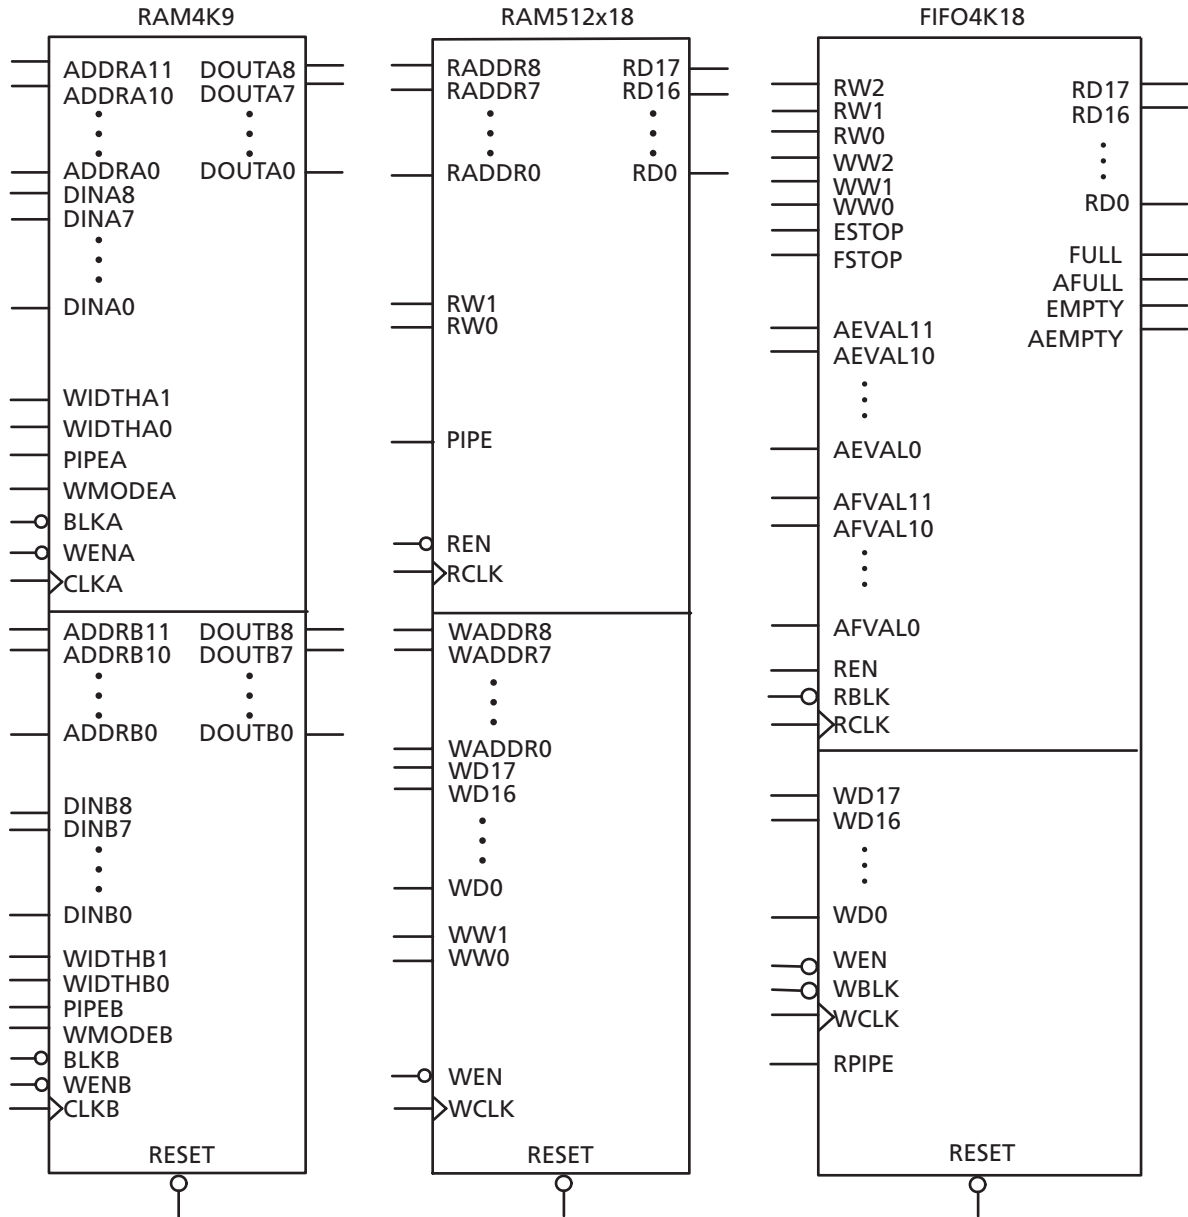 RAM4K9
ADDRA11 DOUTA8
ADDRA10 DOUTA7
ADDRA0 DOUTA0
DINA8
DINA7
DINA0
WIDTHA1
WIDTHA0
PIPEA
WMODEA
BLKA
WENA
CLKA
ADDRB11 DOUTB8
ADDRB10 DOUTB7
ADDRB0 DOUTB0
DINB8
DINB7
DINB0
WIDTHB1
WIDTHB0
PIPEB
WMODEB
BLKB
WENB
CLKB
RESET
RAM512x18
RADDR8 RD17
RADDR7 RD16
RADDR0 RD0
RW1
RW0
PIPE
REN
RCLK
WADDR8
WADDR7
WADDR0
WD17
WD16
WD0
WW1
WW0
WEN
WCLK
RESET
FIFO4K18
RW2 RD17
RW1 RD16
RW0
WW2
WW1
WW0 RD0
ESTOP
FSTOP FULL
AFULL
EMPTY
AEVAL11 AEMPTY
AEVAL10
AEVAL0
AFVAL11
AFVAL10
AFVAL0
REN
RBLK
RCLK
WD17
WD16
WD0
WEN
WBLK
WCLK
RPIPE
RESET